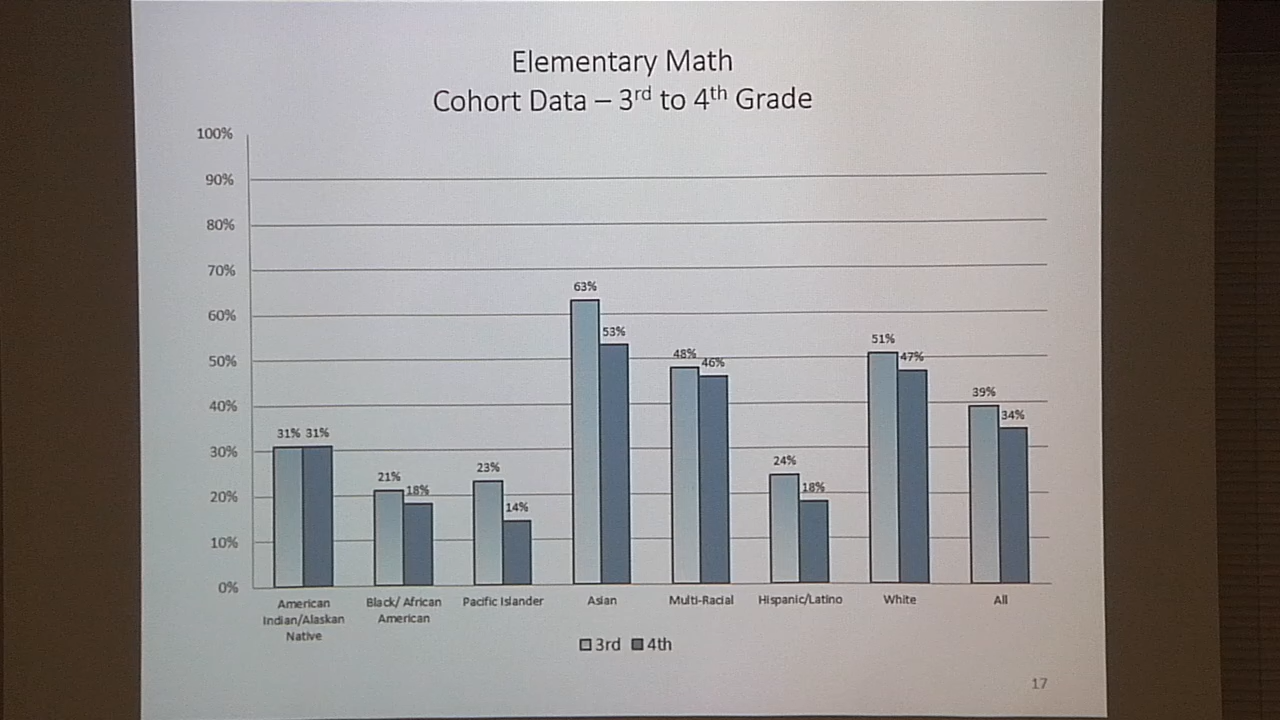 Elementary Math
Cohort Data – 3rd to 4th Grade
100%
90%
80%
70%
60%
50%
40%
30%
20%
10%
0%
31% 31%
21% 18%
23% 14%
63% 53%
48% 46%
24% 18%
51% 47%
39% 34%
American
Indian/Alaskan
Native
Black/ African
American
Pacific Islander
Asian
Multi-Racial
Hispanic/Latino
White
All
3rd 4th
17